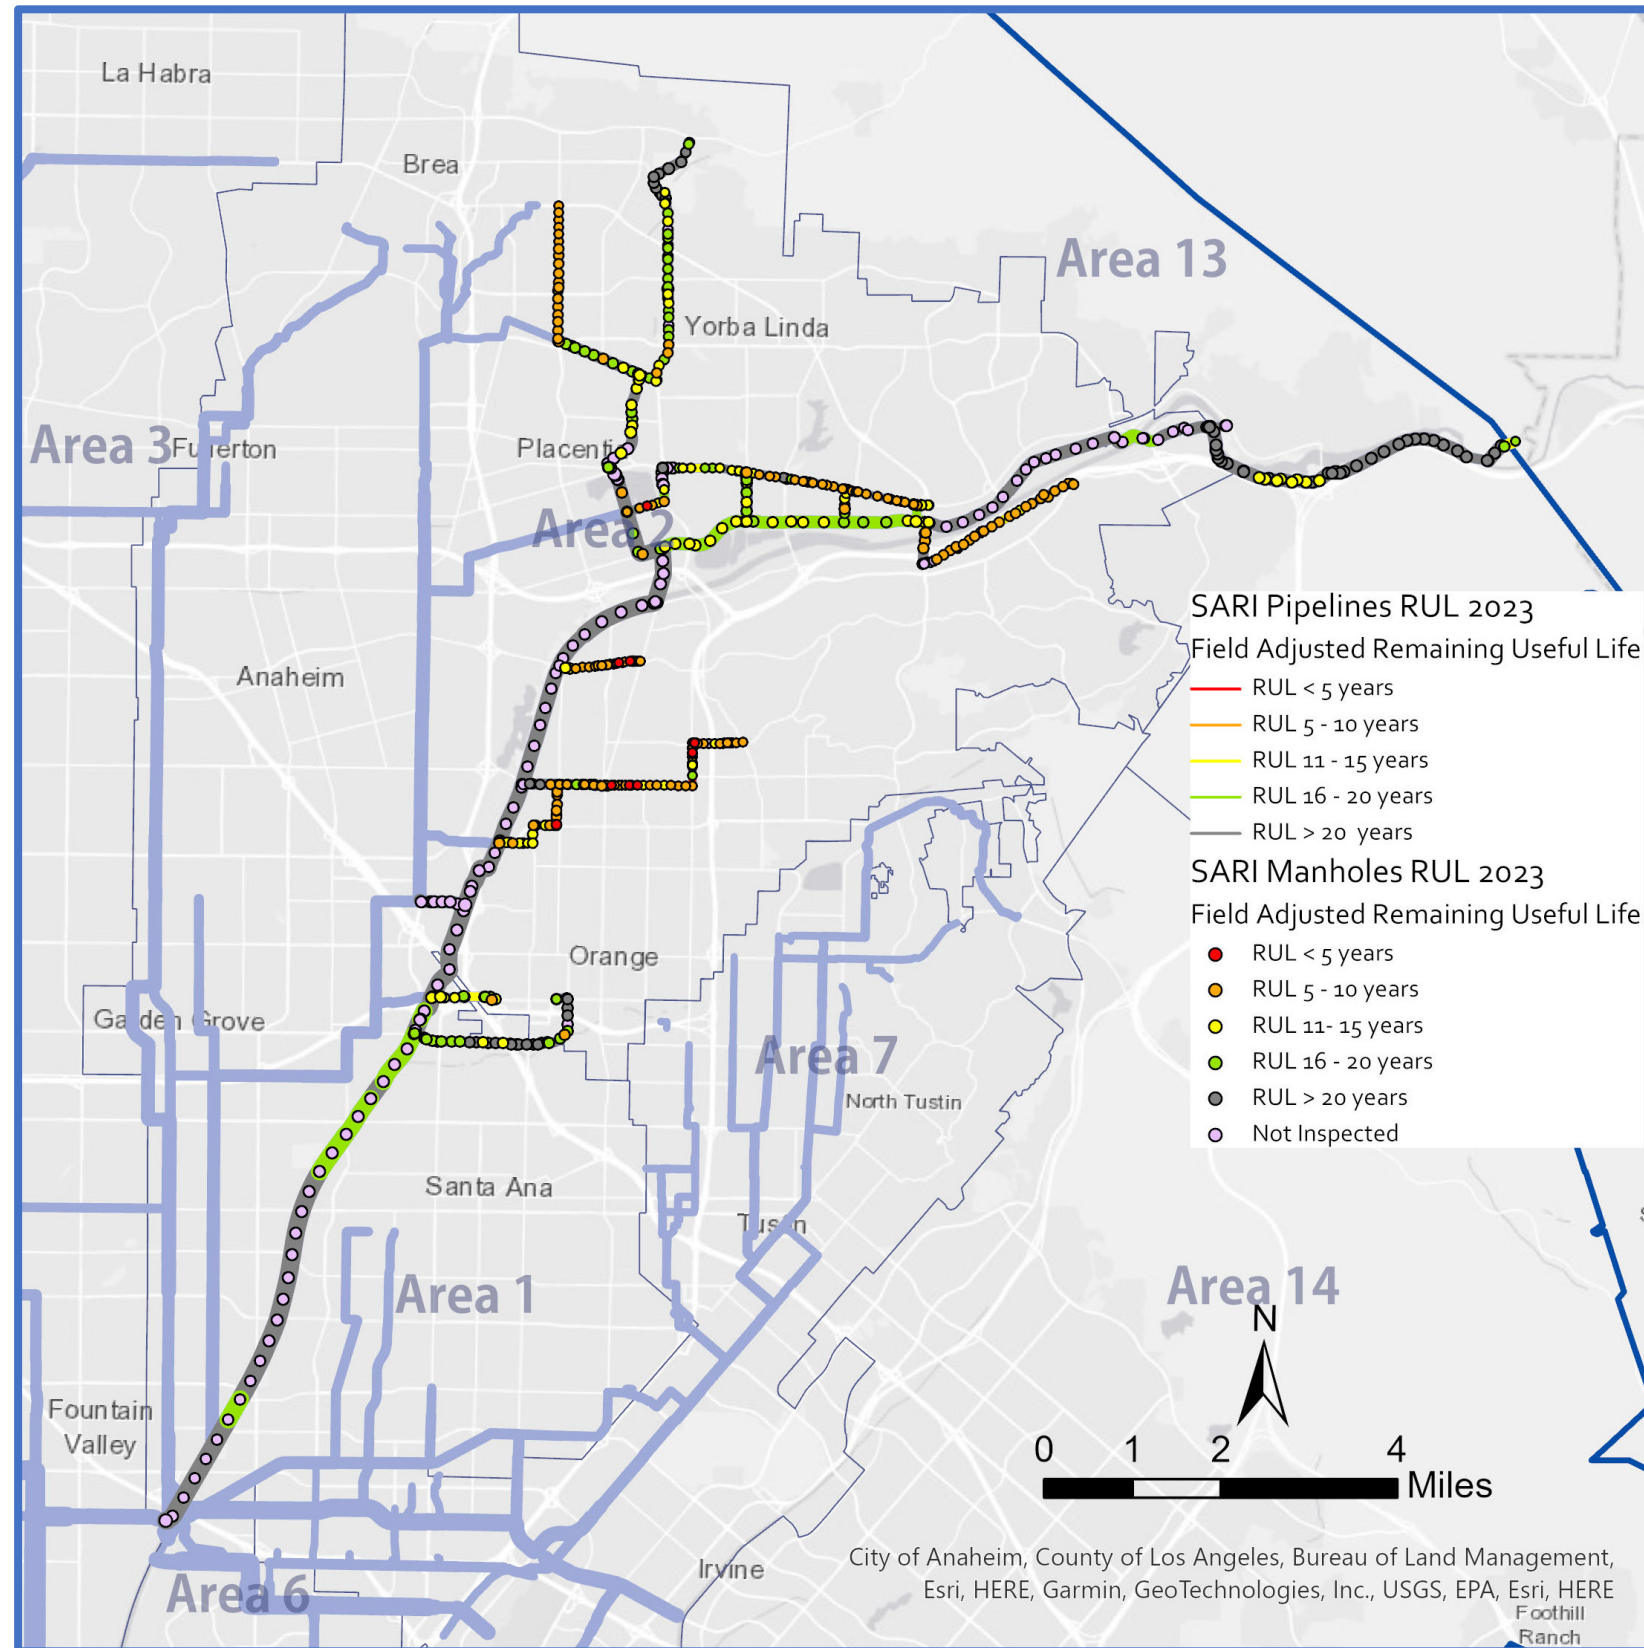 La Habra
Brea
Area 13
Yorba Linda
Area 3
Fullerton
Placentia
Area 2
SARI Pipelines RUL 2023
Field Adjusted Remaining Useful Life
RUL < 5 years
RUL 5 - 10 years
RUL 11 - 15 years
RUL 16 - 20 years
RUL > 20 years
SARI Manholes RUL 2023
Field Adjusted Remaining Useful Life
RUL < 5 years
RUL 5 - 10 years
RUL 11- 15 years
RUL 16 - 20 years
RUL > 20 years
Not Inspected
Anaheim
Orange
Garden Grove
Area 7
North Tustin
Santa Ana
Tustin
Area 1
Area 14
N
Fountain
Valley
0 1 2 4
Miles
Irvine
City of Anaheim, County of Los Angeles, Bureau of Land Management,
Esri, HERE, Garmin, GeoTechnologies, Inc., USGS, EPA, Esri, HERE
Area 6
Foothill
Ranch